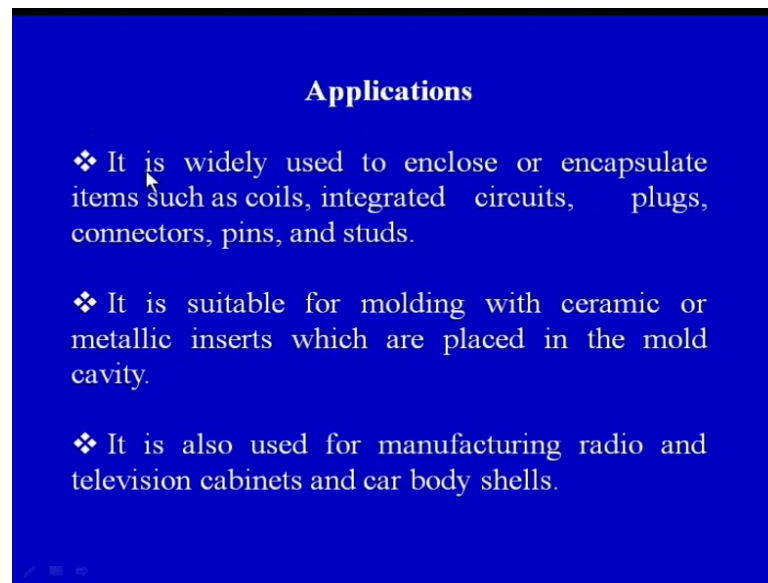 Applications
❖ It is widely used to enclose or encapsulate
items such as coils, integrated circuits, plugs,
connectors, pins, and studs.
❖ It is suitable for molding with ceramic or
metallic inserts which are placed in the mold
cavity.
❖ It is also used for manufacturing radio and
television cabinets and car body shells.